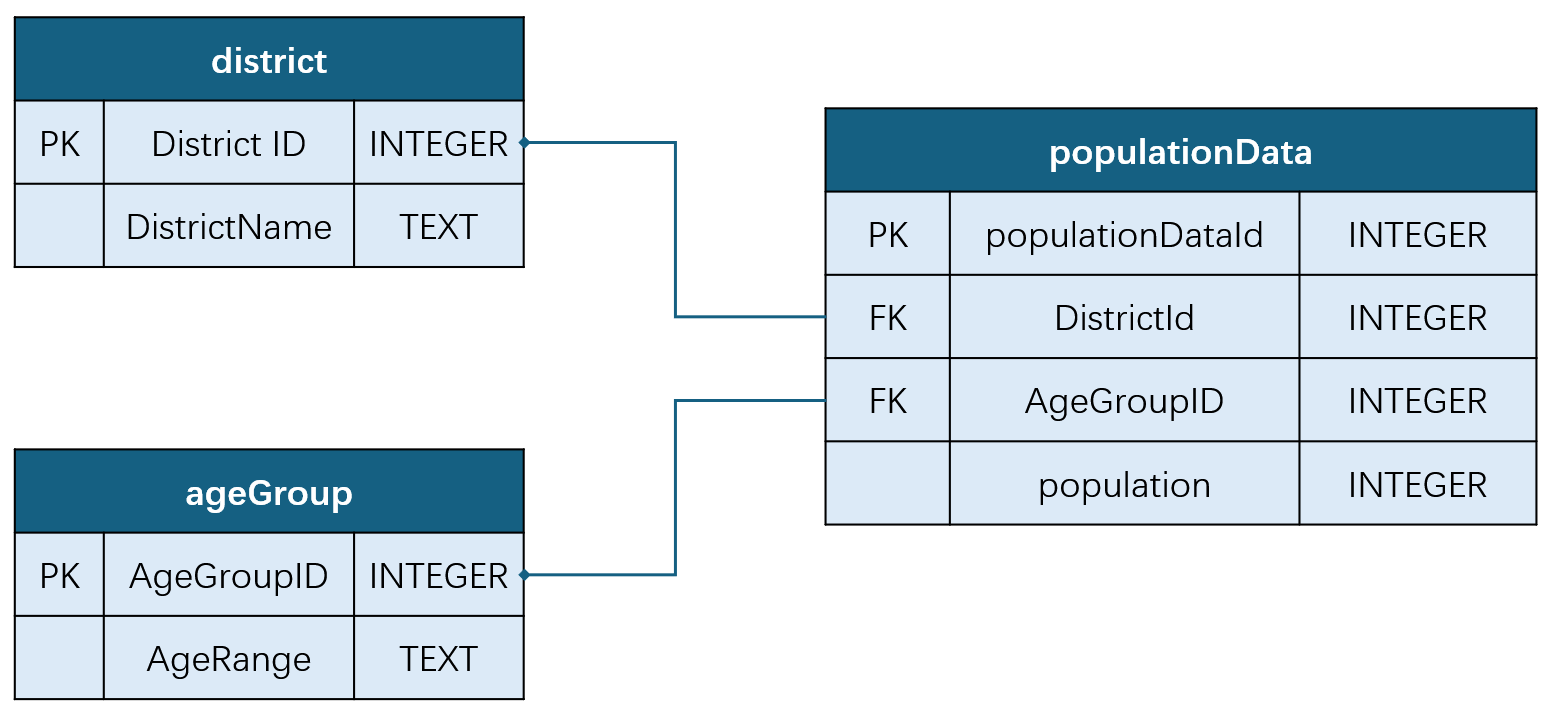 district
PK District ID INTEGER
DistrictName TEXT
populationData
PK populationDataId INTEGER
FK DistrictId INTEGER
FK AgeGroupID INTEGER
population INTEGER
ageGroup
PK AgeGroupID INTEGER
AgeRange TEXT